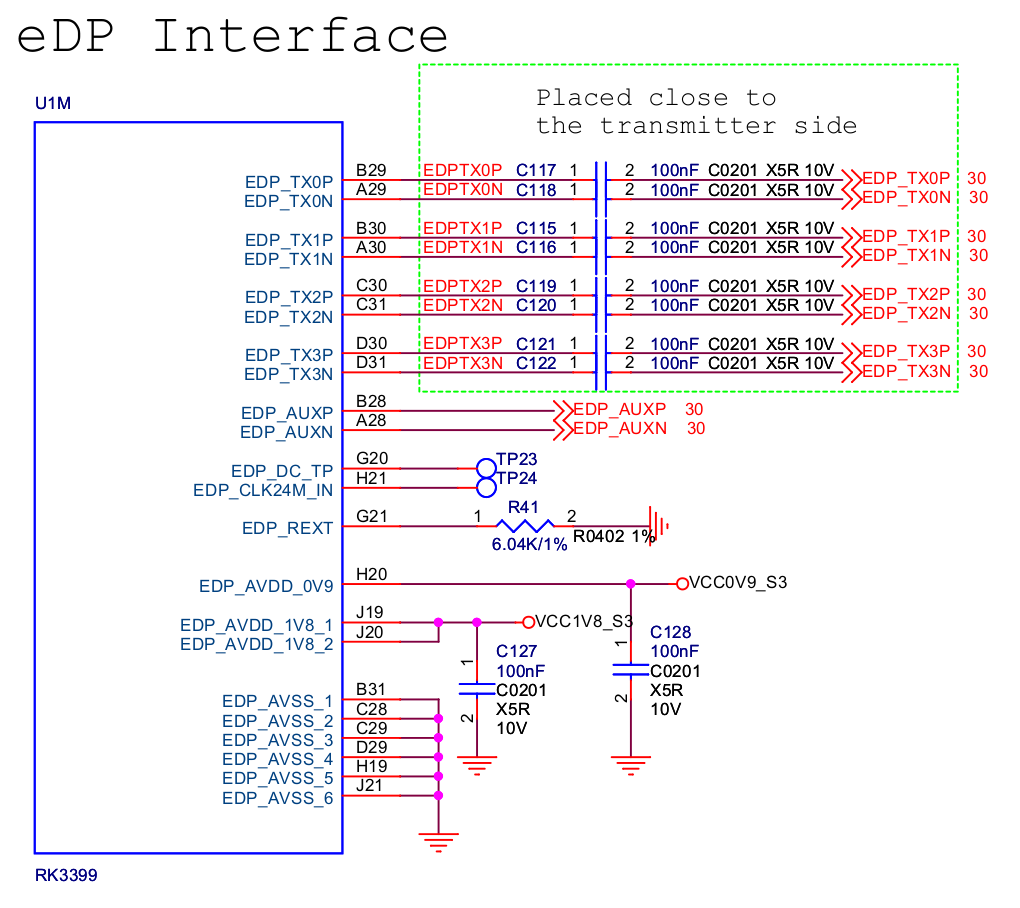 eDP Interface
U1M
Placed close to
the transmitter side
EDP_TX0P B29 EDPTX0P C117 1 2 100nF C0201 X5R 10V EDP_TX0P 30
EDP_TX0N A29 EDPTX0N C118 1 2 100nF C0201 X5R 10V EDP_TX0N 30
EDP_TX1P B30 EDPTX1P C115 1 2 100nF C0201 X5R 10V EDP_TX1P 30
EDP_TX1N A30 EDPTX1N C116 1 2 100nF C0201 X5R 10V EDP_TX1N 30
EDP_TX2P C30 EDPTX2P C119 1 2 100nF C0201 X5R 10V EDP_TX2P 30
EDP_TX2N C31 EDPTX2N C120 1 2 100nF C0201 X5R 10V EDP_TX2N 30
EDP_TX3P D30 EDPTX3P C121 1 2 100nF C0201 X5R 10V EDP_TX3P 30
EDP_TX3N D31 EDPTX3N C122 1 2 100nF C0201 X5R 10V EDP_TX3N 30
EDP_AUXP B28 EDP_AUXP 30
EDP_AUXN A28 EDP_AUXN 30
EDP_DC_TP G20 TP23
EDP_CLK24M_IN H21 TP24
R41
EDP_REXT G21 1 2
6.04K/1% R0402 1%
EDP_AVDD_0V9 H20 VCC0V9_S3
EDP_AVDD_1V8_1 J19 VCC1V8_S3
EDP_AVDD_1V8_2 J20
1 2 C127
100nF
C0201
X5R
10V
1 2 C128
100nF
C0201
X5R
10V
EDP_AVSS_1 B31
EDP_AVSS_2 C28
EDP_AVSS_3 C29
EDP_AVSS_4 D29
EDP_AVSS_5 H19
EDP_AVSS_6 J21
RK3399